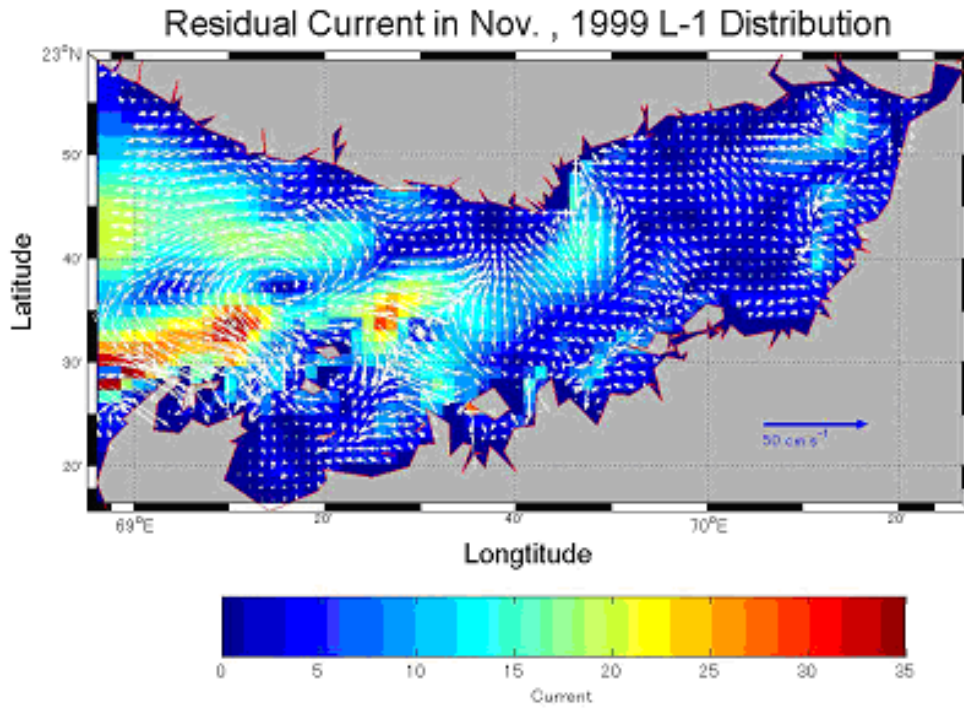 Residual Current in Nov. , 1999 L-1 Distribution
23°N
50'
40'
30'
20'
Latitude
50 cm s⁻¹
69°E
20'
40'
70°E
20'
Longtitude
0
5
10
15
20
25
30
35
Current